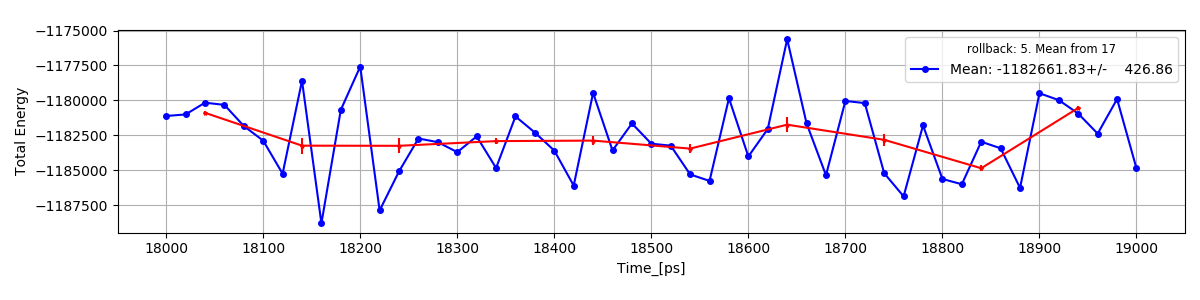 −1175000
−1177500
−1180000
−1182500
−1185000
−1187500
Total Energy
rollback: 5. Mean from 17
Mean: -1182661.83+/-    426.86
18000 18100 18200 18300 18400 18500 18600 18700 18800 18900 19000
Time_[ps]